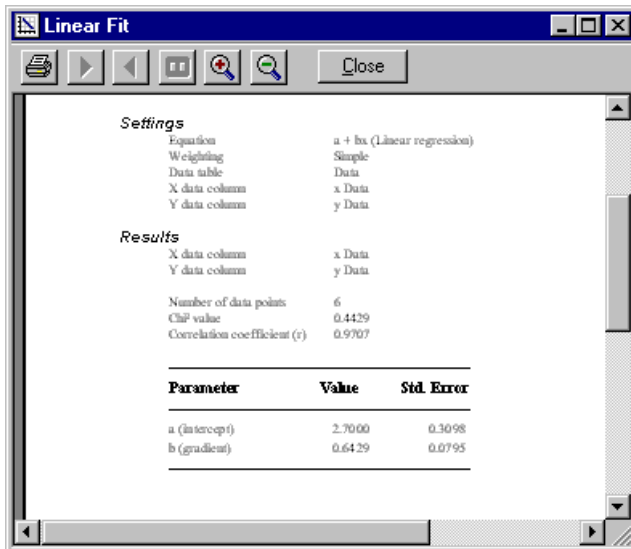 Linear Fit
Close
Settings
Equation a + bx (Linear regression)
Weighting Simple
Data table Data
X data column x Data
Y data column y Data
Results
X data column x Data
Y data column y Data
Number of data points 6
Chi² value 0.4429
Correlation coefficient (r) 0.9707
Parameter Value Std. Error
a (intercept) 2.7000 0.3098
b (gradient) 0.6429 0.0795